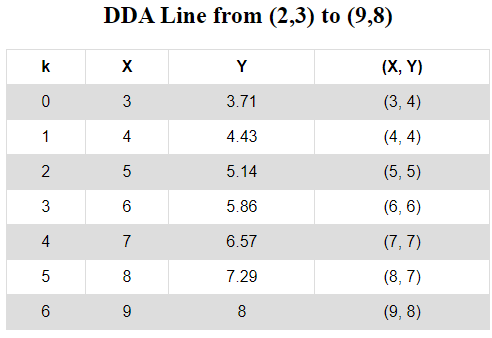 DDA Line from (2,3) to (9,8)
k X Y (X, Y)
0 3 3.71 (3, 4)
1 4 4.43 (4, 4)
2 5 5.14 (5, 5)
3 6 5.86 (6, 6)
4 7 6.57 (7, 7)
5 8 7.29 (8, 7)
6 9 8 (9, 8)